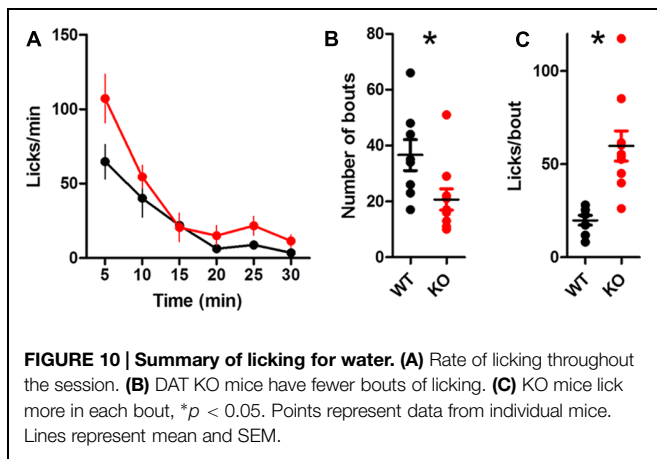 A
B
C
Licks/min
150
100
50
0
5 10 15 20 25 30
Time (min)
Number of bouts
80
60
40
20
0
*
WT KO
Licks/bout
100
50
0
*
WT KO
FIGURE 10 | Summary of licking for water. (A) Rate of licking throughout
the session. (B) DAT KO mice have fewer bouts of licking. (C) KO mice lick
more in each bout, *p < 0.05. Points represent data from individual mice.
Lines represent mean and SEM.